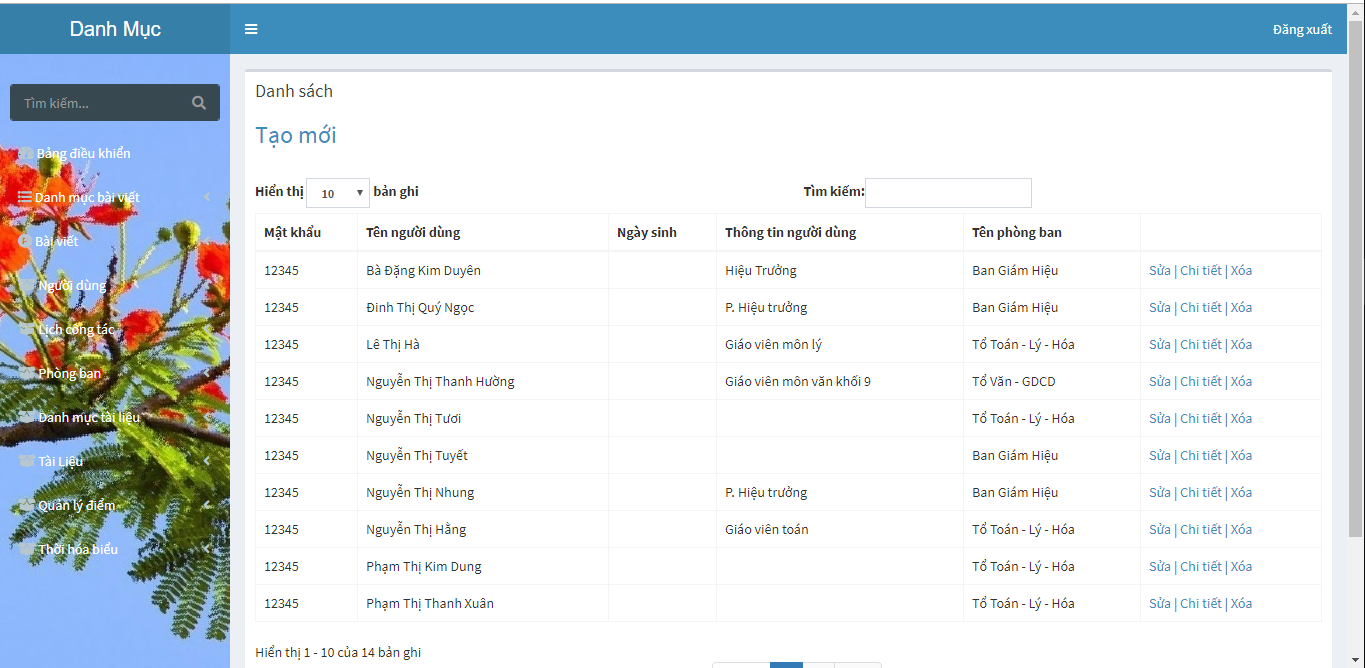 Danh Mục
Đăng xuất
Tìm kiếm...
Bảng điều khiển
Danh mục bài viết
Bài viết
Người dùng
Lịch công tác
Phòng ban
Danh mục tài liệu
Tài Liệu
Quản lý điểm
Thời hóa biểu
Danh sách
Tạo mới
Hiển thị 10 bản ghi Tìm kiếm:
Mật khẩu Tên người dùng Ngày sinh Thông tin người dùng Tên phòng ban
12345 Bà Đặng Kim Duyên Hiệu Trưởng Ban Giám Hiệu Sửa | Chi tiết | Xóa
12345 Đinh Thị Quý Ngọc P. Hiệu trưởng Ban Giám Hiệu Sửa | Chi tiết | Xóa
12345 Lê Thị Hà Giáo viên môn lý Tổ Toán - Lý - Hóa Sửa | Chi tiết | Xóa
12345 Nguyễn Thị Thanh Hường Giáo viên môn văn khối 9 Tổ Văn - GDCD Sửa | Chi tiết | Xóa
12345 Nguyễn Thị Tươi Tổ Toán - Lý - Hóa Sửa | Chi tiết | Xóa
12345 Nguyễn Thị Tuyết Ban Giám Hiệu Sửa | Chi tiết | Xóa
12345 Nguyễn Thị Nhung P. Hiệu trưởng Ban Giám Hiệu Sửa | Chi tiết | Xóa
12345 Nguyễn Thị Hằng Giáo viên toán Tổ Toán - Lý - Hóa Sửa | Chi tiết | Xóa
12345 Phạm Thị Kim Dung Tổ Toán - Lý - Hóa Sửa | Chi tiết | Xóa
12345 Phạm Thị Thanh Xuân Tổ Toán - Lý - Hóa Sửa | Chi tiết | Xóa
Hiển thị 1 - 10 của 14 bản ghi